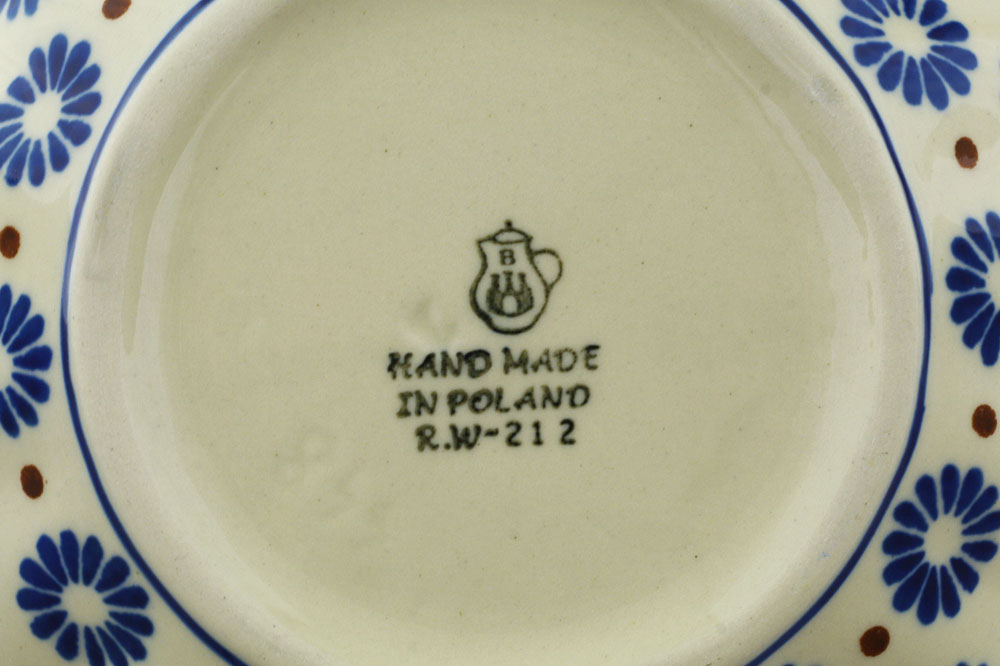 B
HAND MADE
IN POLAND
R.W-212